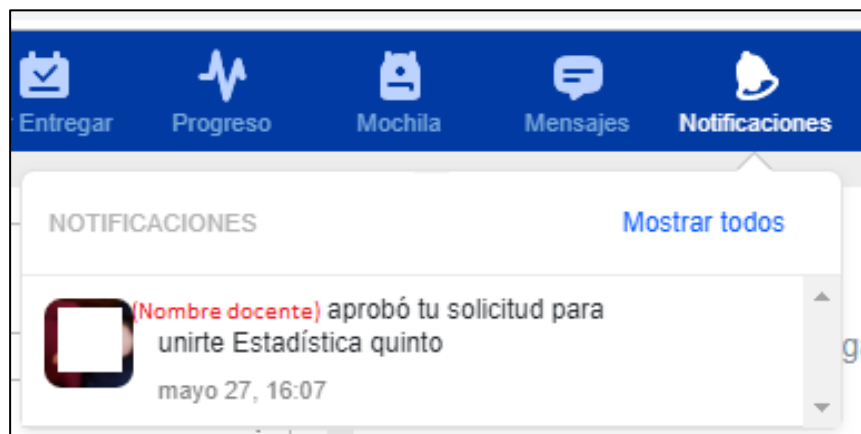 Entregar Progreso Mochila Mensajes Notificaciones
NOTIFICACIONES Mostrar todos
(Nombre docente) aprobó tu solicitud para
unirte Estadística quinto
mayo 27, 16:07